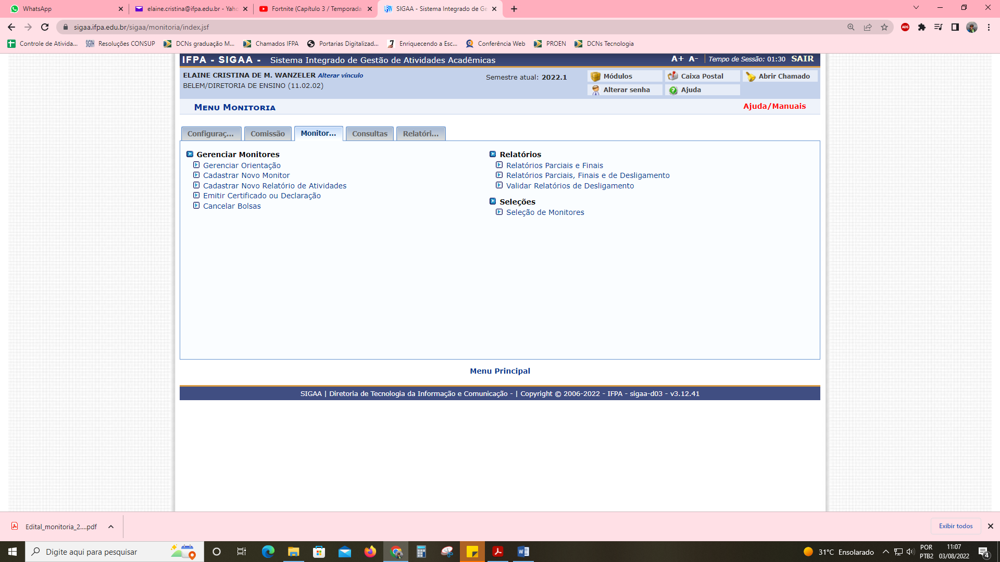 WhatsApp
elaine.cristina@ifpa.edu.br - Yaho
Fortnite (Capítulo 3 / Temporada
SIGAA - Sistema Integrado de Ge
sigaa.ifpa.edu.br/sigaa/monitoria/index.jsf
Controle de Ativida...
Resoluções CONSUP
DCNs graduação M...
Chamados IFPA
Portarias Digitalizad...
Enriquecendo a Esc...
Conferência Web
PROEN
DCNs Tecnologia
IFPA - SIGAA - Sistema Integrado de Gestão de Atividades Acadêmicas
A+ A- Tempo de Sessão: 01:30 SAIR
ELAINE CRISTINA DE M. WANZELER Alterar vínculo
BELEM/DIRETORIA DE ENSINO (11.02.02)
Semestre atual: 2022.1
Módulos
Caixa Postal
Abrir Chamado
Alterar senha
Ajuda
MENU MONITORIA
Ajuda/Manuais
Configuraç...
Comissão
Monitor...
Consultas
Relatóri...
Gerenciar Monitores
Gerenciar Orientação
Cadastrar Novo Monitor
Cadastrar Novo Relatório de Atividades
Emitir Certificado ou Declaração
Cancelar Bolsas
Relatórios
Relatórios Parciais e Finais
Relatórios Parciais, Finais e de Desligamento
Validar Relatórios de Desligamento
Seleções
Seleção de Monitores
Menu Principal
SIGAA | Diretoria de Tecnologia da Informação e Comunicação - | Copyright © 2006-2022 - IFPA - sigaa-d03 - v3.12.41
Edital_monitoria_2....pdf
Exibir todos
Digite aqui para pesquisar
31°C Ensolarado
POR
PTB2
11:07
03/08/2022
4